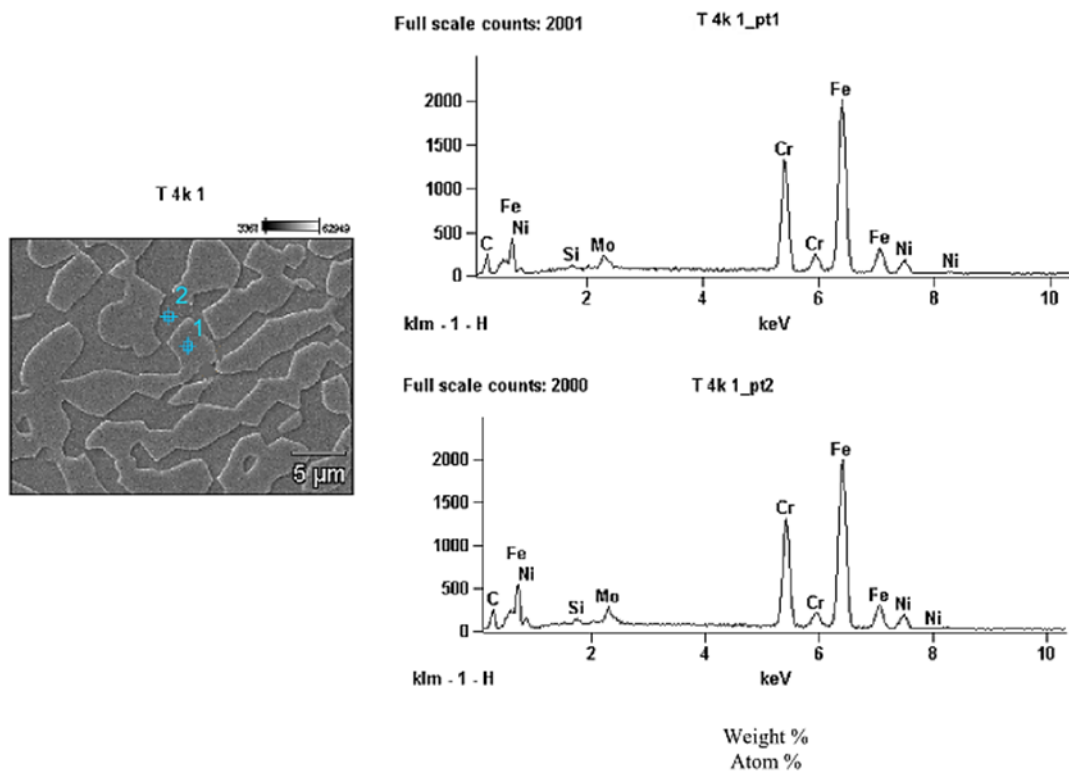 T 4k 1
3361 62949
2
1
5 µm
Full scale counts: 2001 T 4k 1_pt1
2000
1500
1000
500
0
C Fe Ni Si Mo Cr Cr Fe Fe Ni Ni
2 4 6 8 10
klm - 1 - H keV
Full scale counts: 2000 T 4k 1_pt2
2000
1500
1000
500
0
C Fe Ni Si Mo Cr Cr Fe Fe Ni Ni
2 4 6 8 10
klm - 1 - H keV
Weight %
Atom %